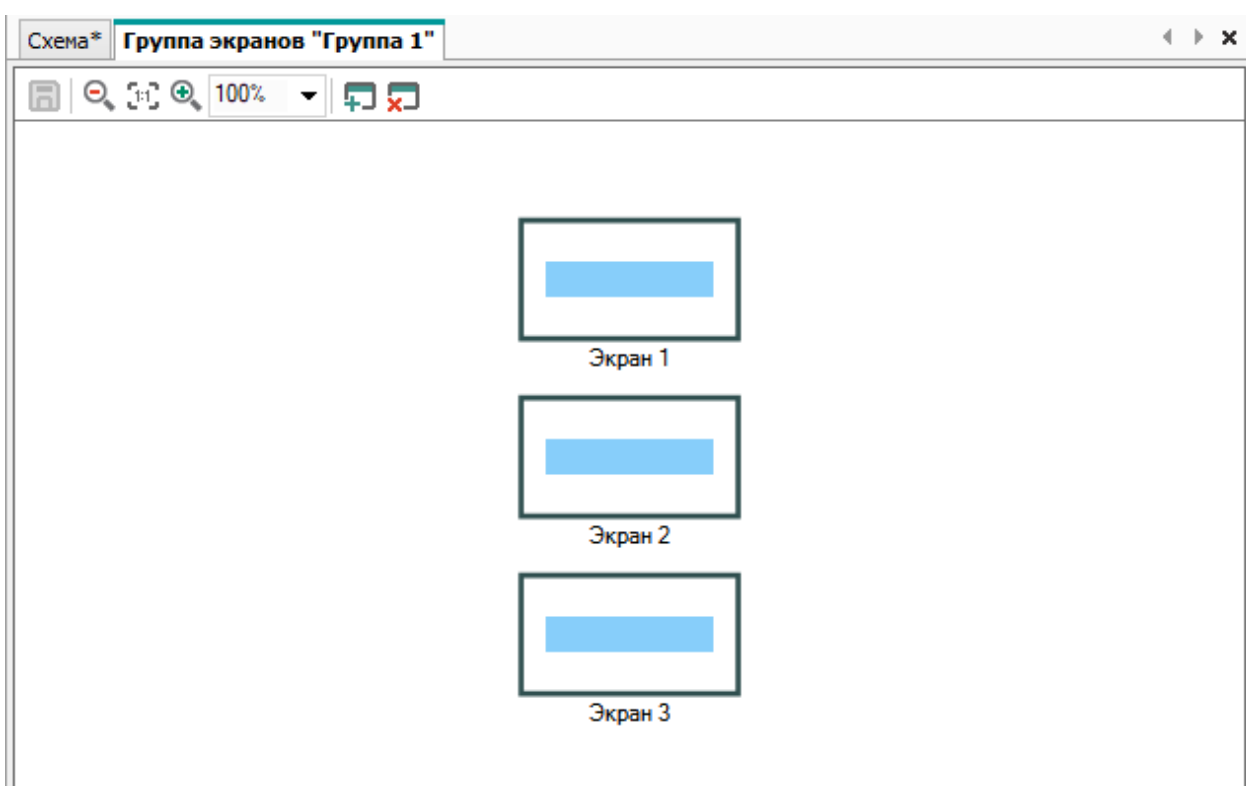 Схема* Группа экранов "Группа 1"
1:1 100%
Экран 1
Экран 2
Экран 3